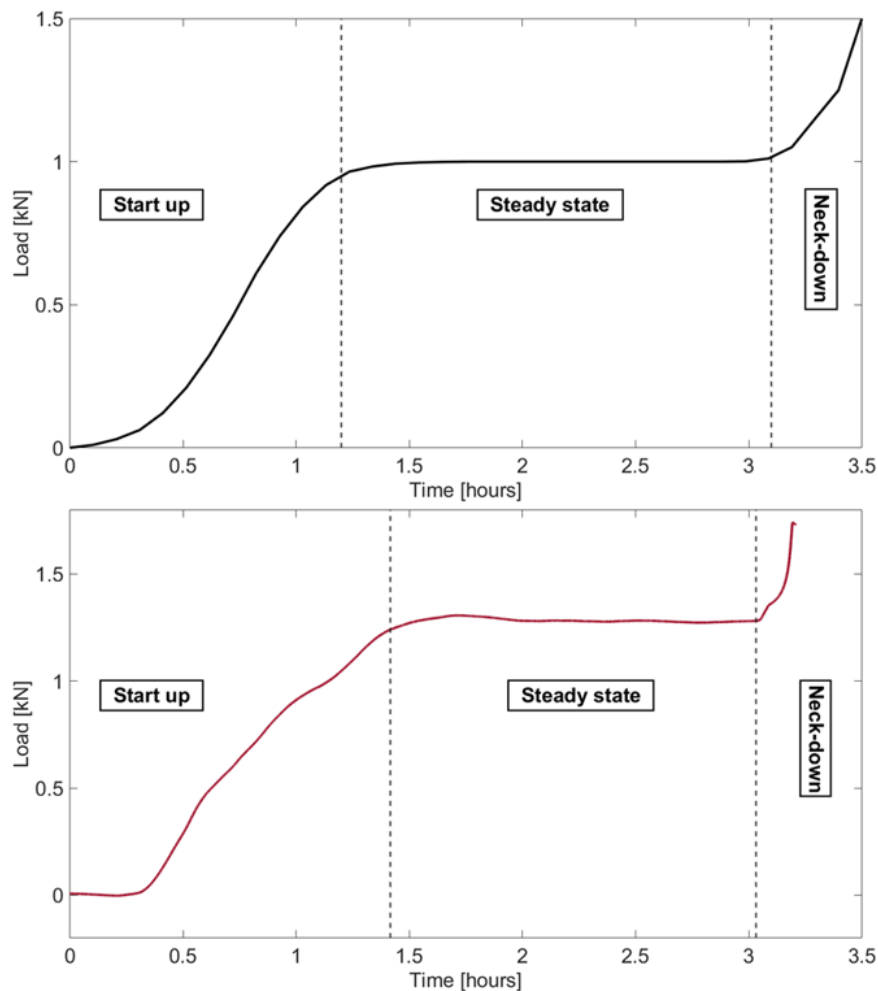 1.5
1
0.5
0
Load [kN]
Start up
Steady state
Neck-down
0 0.5 1 1.5 2 2.5 3 3.5
Time [hours]
1.5
1
0.5
0
Load [kN]
Start up
Steady state
Neck-down
0 0.5 1 1.5 2 2.5 3 3.5
Time [hours]